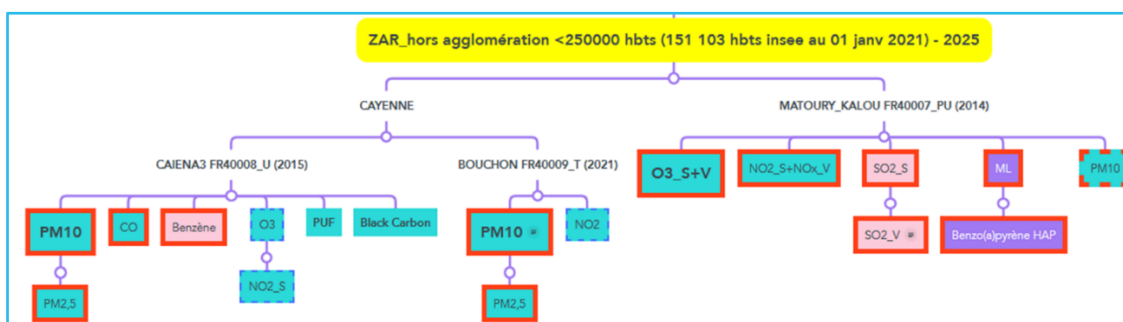 ZAR_hors agglomération <250000 hbts (151 103 hbts insee au 01 janv 2021) - 2025
CAYENNE
MATOURY_KALOU FR40007_PU (2014)
CAIENA3 FR40008_U (2015)
BOUCHON FR40009_T (2021)
O3_S+V
NO2_S+NOx_V
SO2_S
ML
PM10
PM10
CO
Benzène
O3
PUF
Black Carbon
PM10
NO2
SO2_V
Benzo(a)pyrène HAP
PM2,5
NO2_S
PM2,5